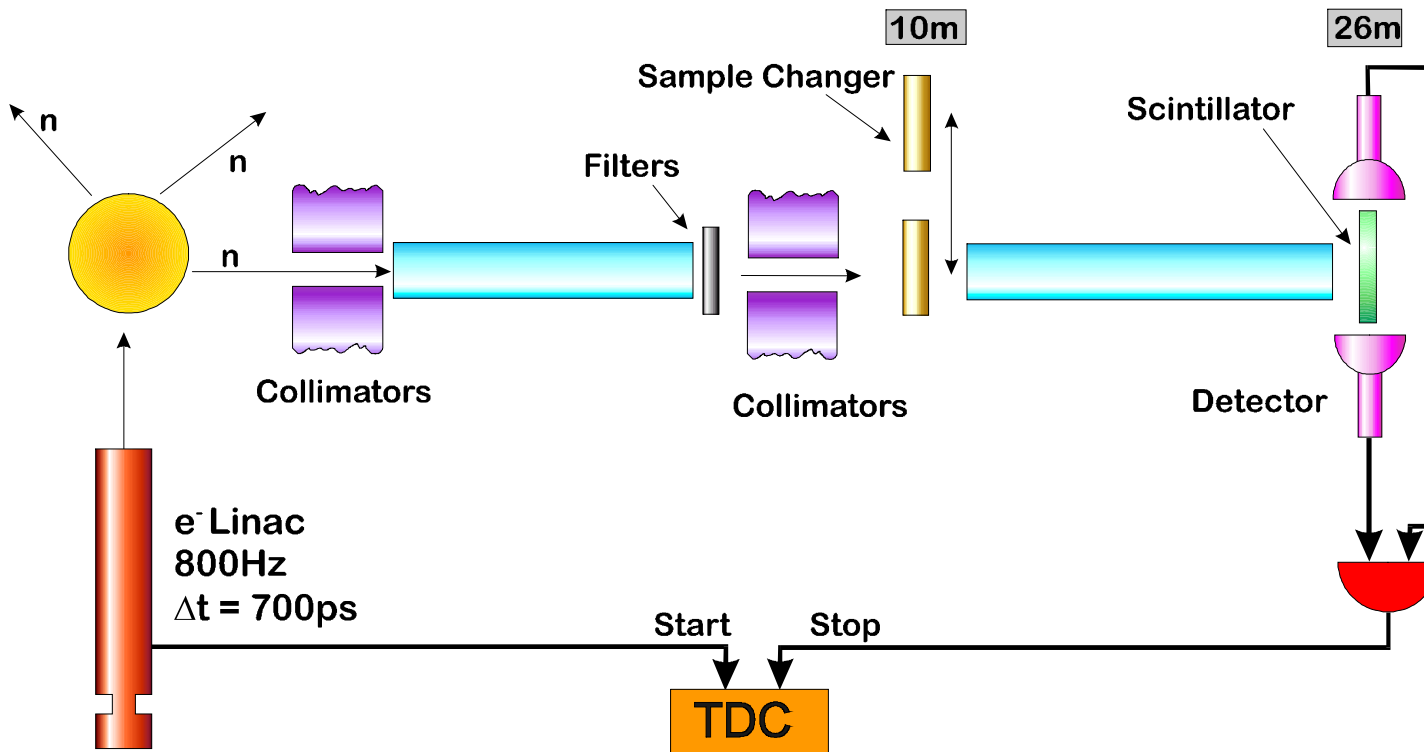 10m
26m
Sample Changer
Scintillator
n
n
Filters
n
Collimators
Collimators
Detector
e- Linac
800Hz
Δt = 700ps
Start
Stop
TDC